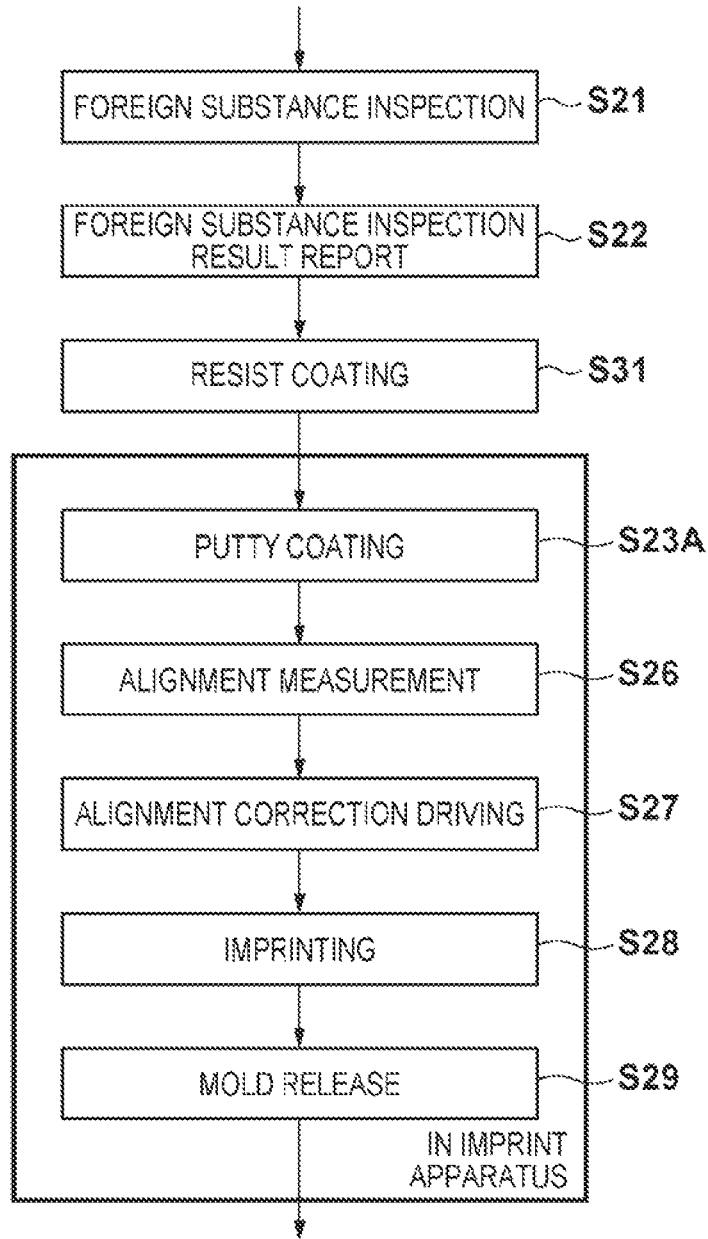 FOREIGN SUBSTANCE INSPECTION S21
FOREIGN SUBSTANCE INSPECTION
RESULT REPORT S22
RESIST COATING S31
PUTTY COATING S23A
ALIGNMENT MEASUREMENT S26
ALIGNMENT CORRECTION DRIVING S27
IMPRINTING S28
MOLD RELEASE S29
IN IMPRINT
APPARATUS